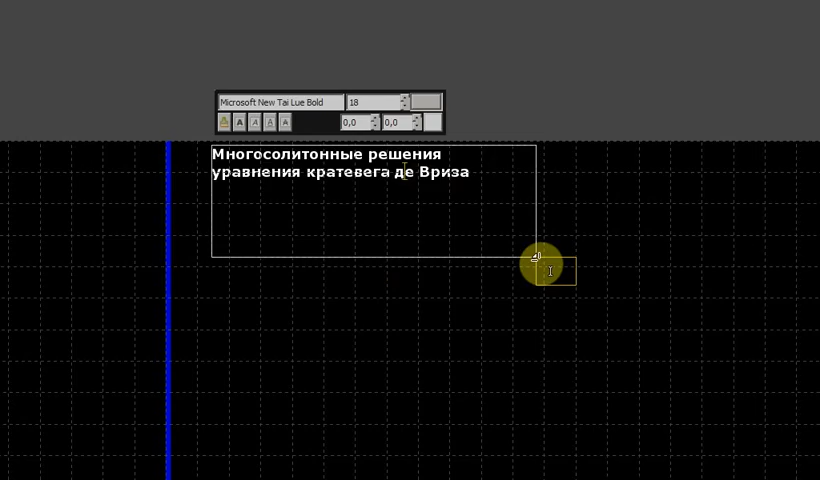 Microsoft New Tai Lue Bold
18
0,0
0,0
Многосолитонные решения
уравнения кратевега де Вриза